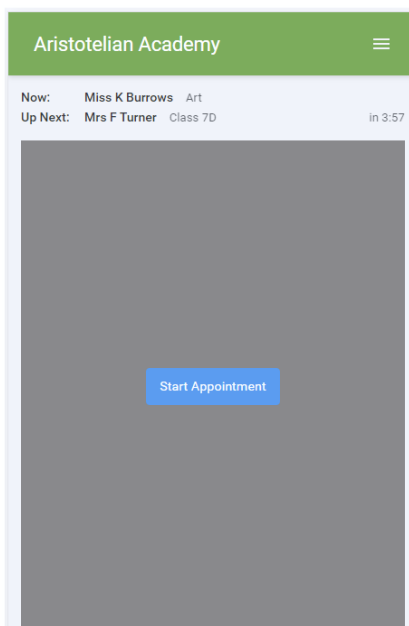 Aristotelian Academy
Now: Miss K Burrows Art
Up Next: Mrs F Turner Class 7D in 3:57
Start Appointment